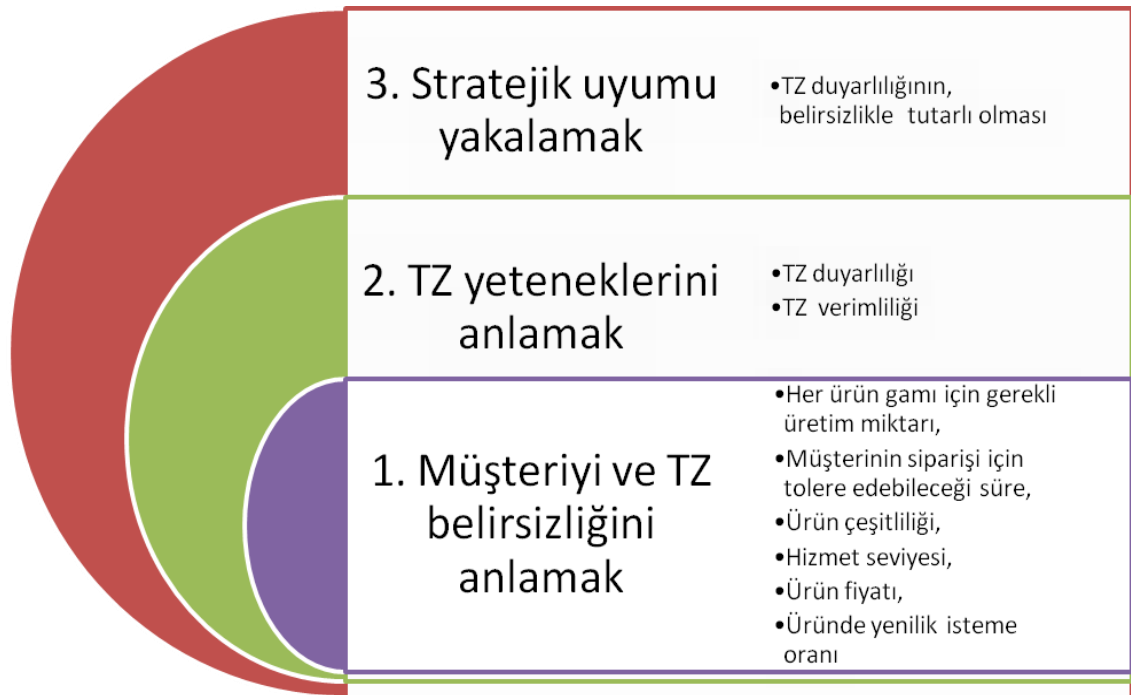 3. Stratejik uyumu
yakalamak
•TZ duyarlılığının,
belirsizlikle tutarlı olması
2. TZ yeteneklerini
anlamak
•TZ duyarlılığı
•TZ verimliliği
1. Müşteriyi ve TZ
belirsizliğini
anlamak
•Her ürün gamı için gerekli
üretim miktarı,
•Müşterinin siparişi için
tolere edebileceği süre,
•Ürün çeşitliliği,
•Hizmet seviyesi,
•Ürün fiyatı,
•Üründe yenilik isteme
oranı